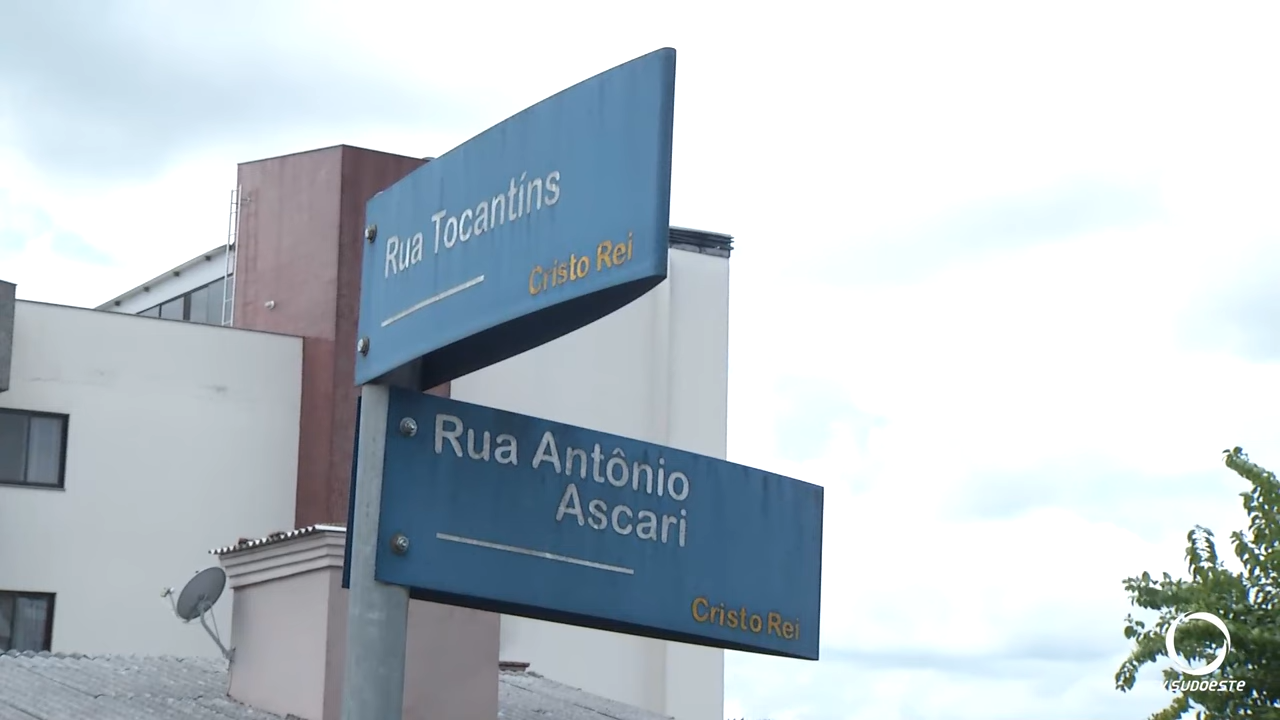 Rua Tocantíns
Cristo Rei
Rua Antônio
Ascari
Cristo Rei
SUDOESTE